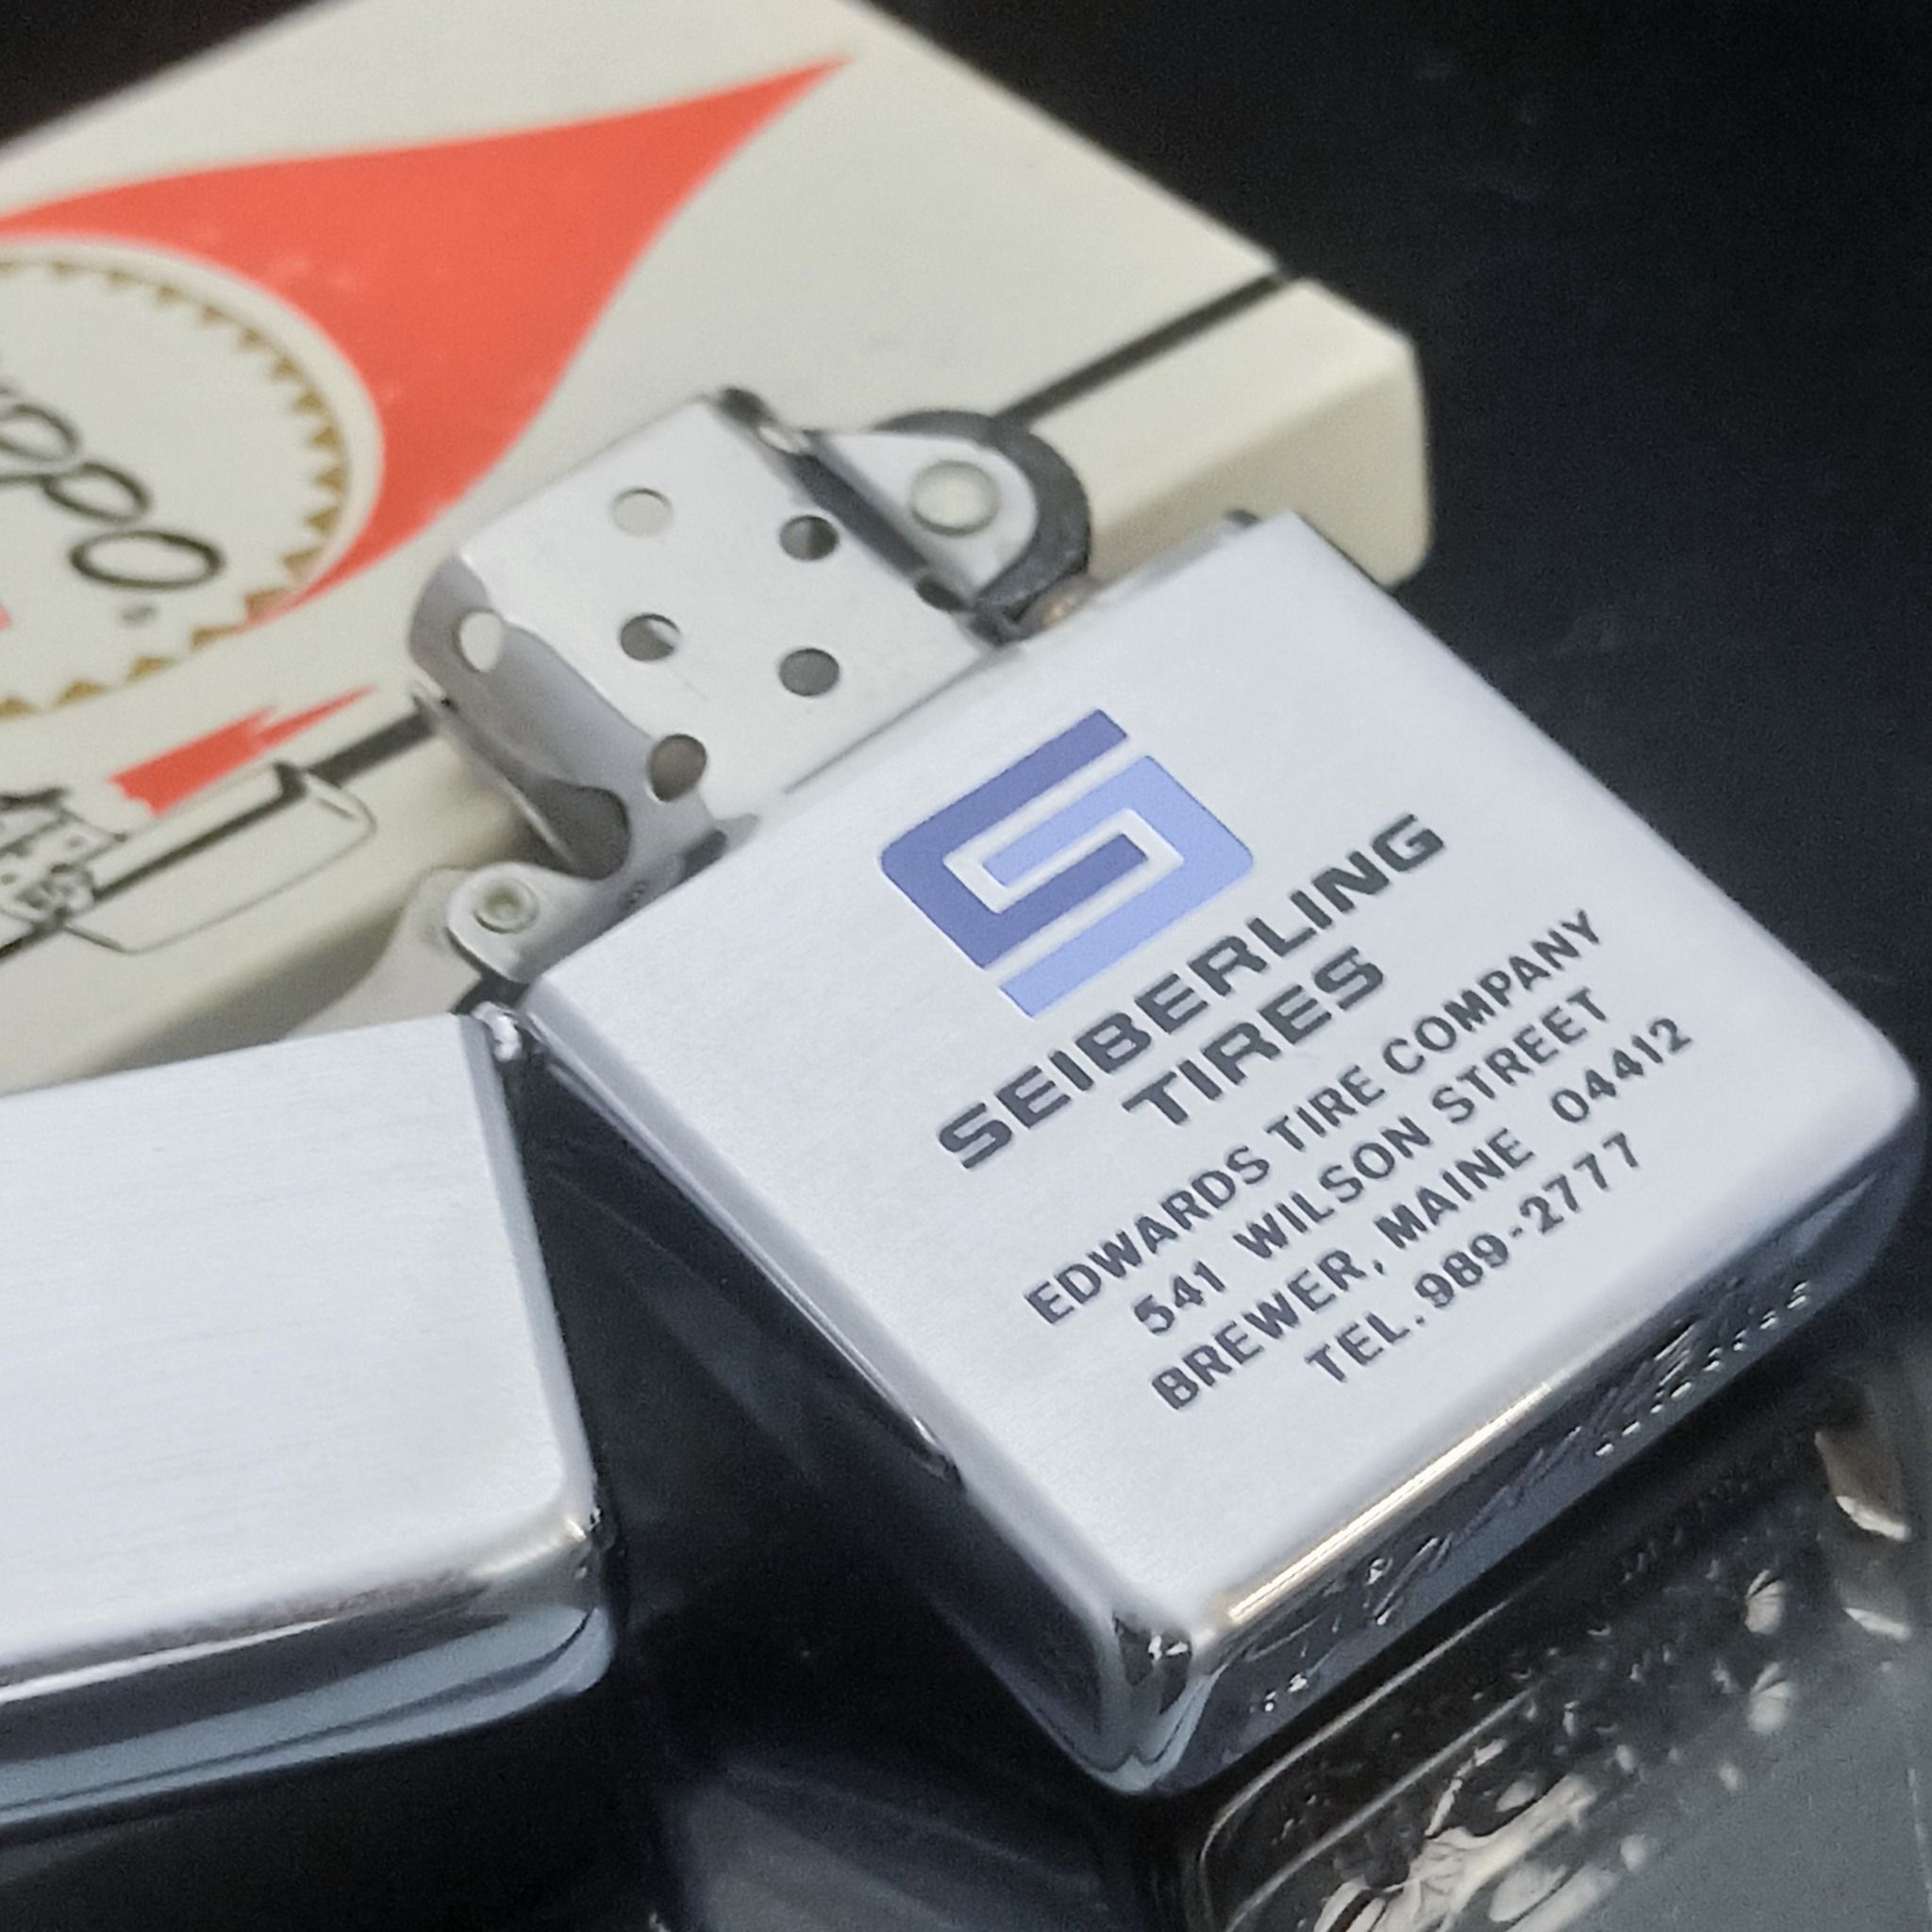 SEIBERLING
TIRES
EDWARDS TIRE COMPANY
541 WILSON STREET
BREWER, MAINE 04412
TEL. 989-2777